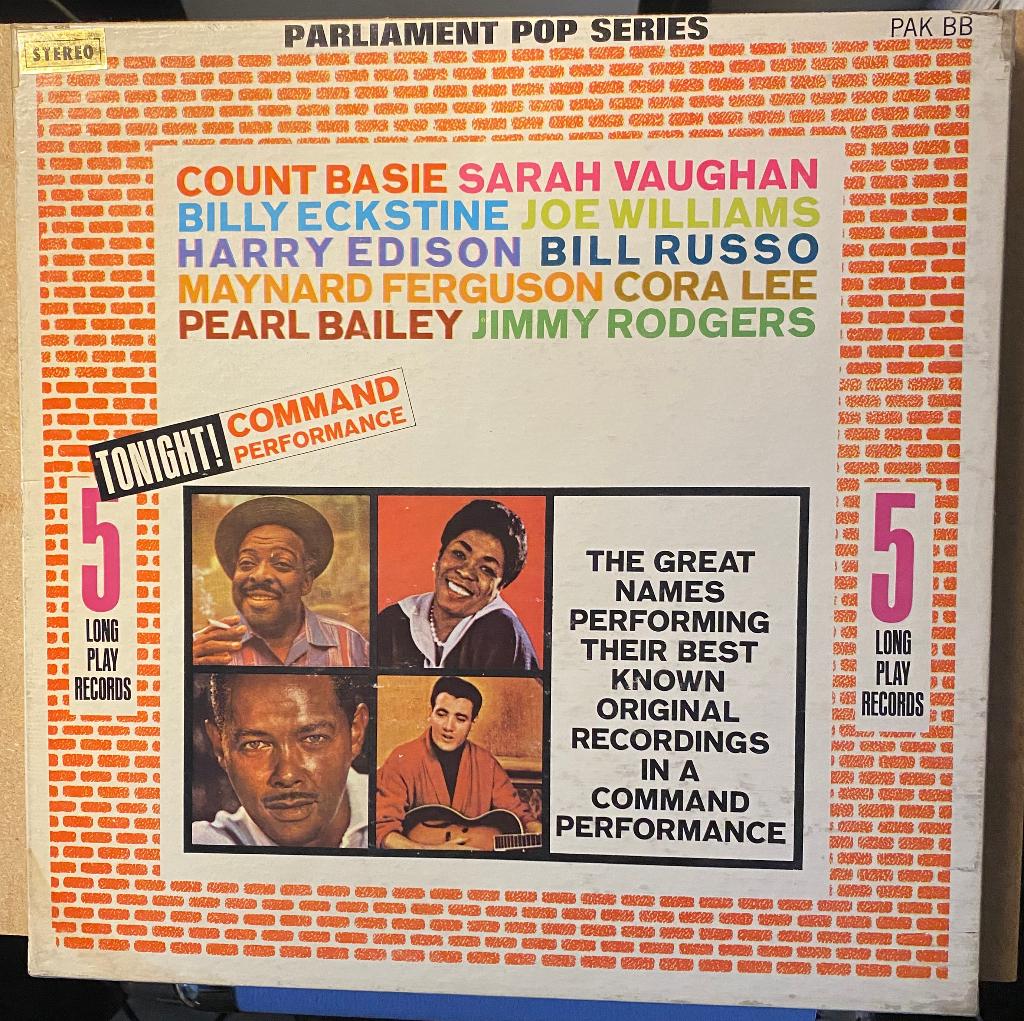 PARLIAMENT POP SERIES
PAK BB
STEREO
COUNT BASIE SARAH VAUGHAN
BILLY ECKSTINE JOE WILLIAMS
HARRY EDISON BILL RUSSO
MAYNARD FERGUSON CORA LEE
PEARL BAILEY JIMMY RODGERS
TONIGHT! COMMAND
PERFORMANCE
5
LONG
PLAY
RECORDS
THE GREAT
NAMES
PERFORMING
THEIR BEST
KNOWN
ORIGINAL
RECORDINGS
IN A
COMMAND
PERFORMANCE
5
LONG
PLAY
RECORDS